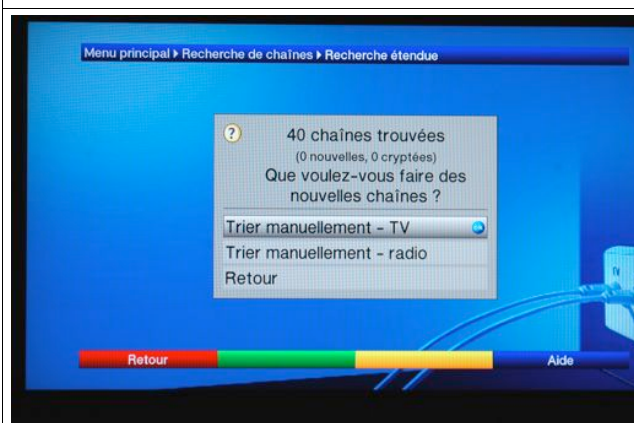 Menu principal ▸ Recherche de chaînes ▸ Recherche étendue
? 40 chaînes trouvées
(0 nouvelles, 0 cryptées)
Que voulez-vous faire des
nouvelles chaînes ?
Trier manuellement - TV
Trier manuellement - radio
Retour
TV
Retour
Aide